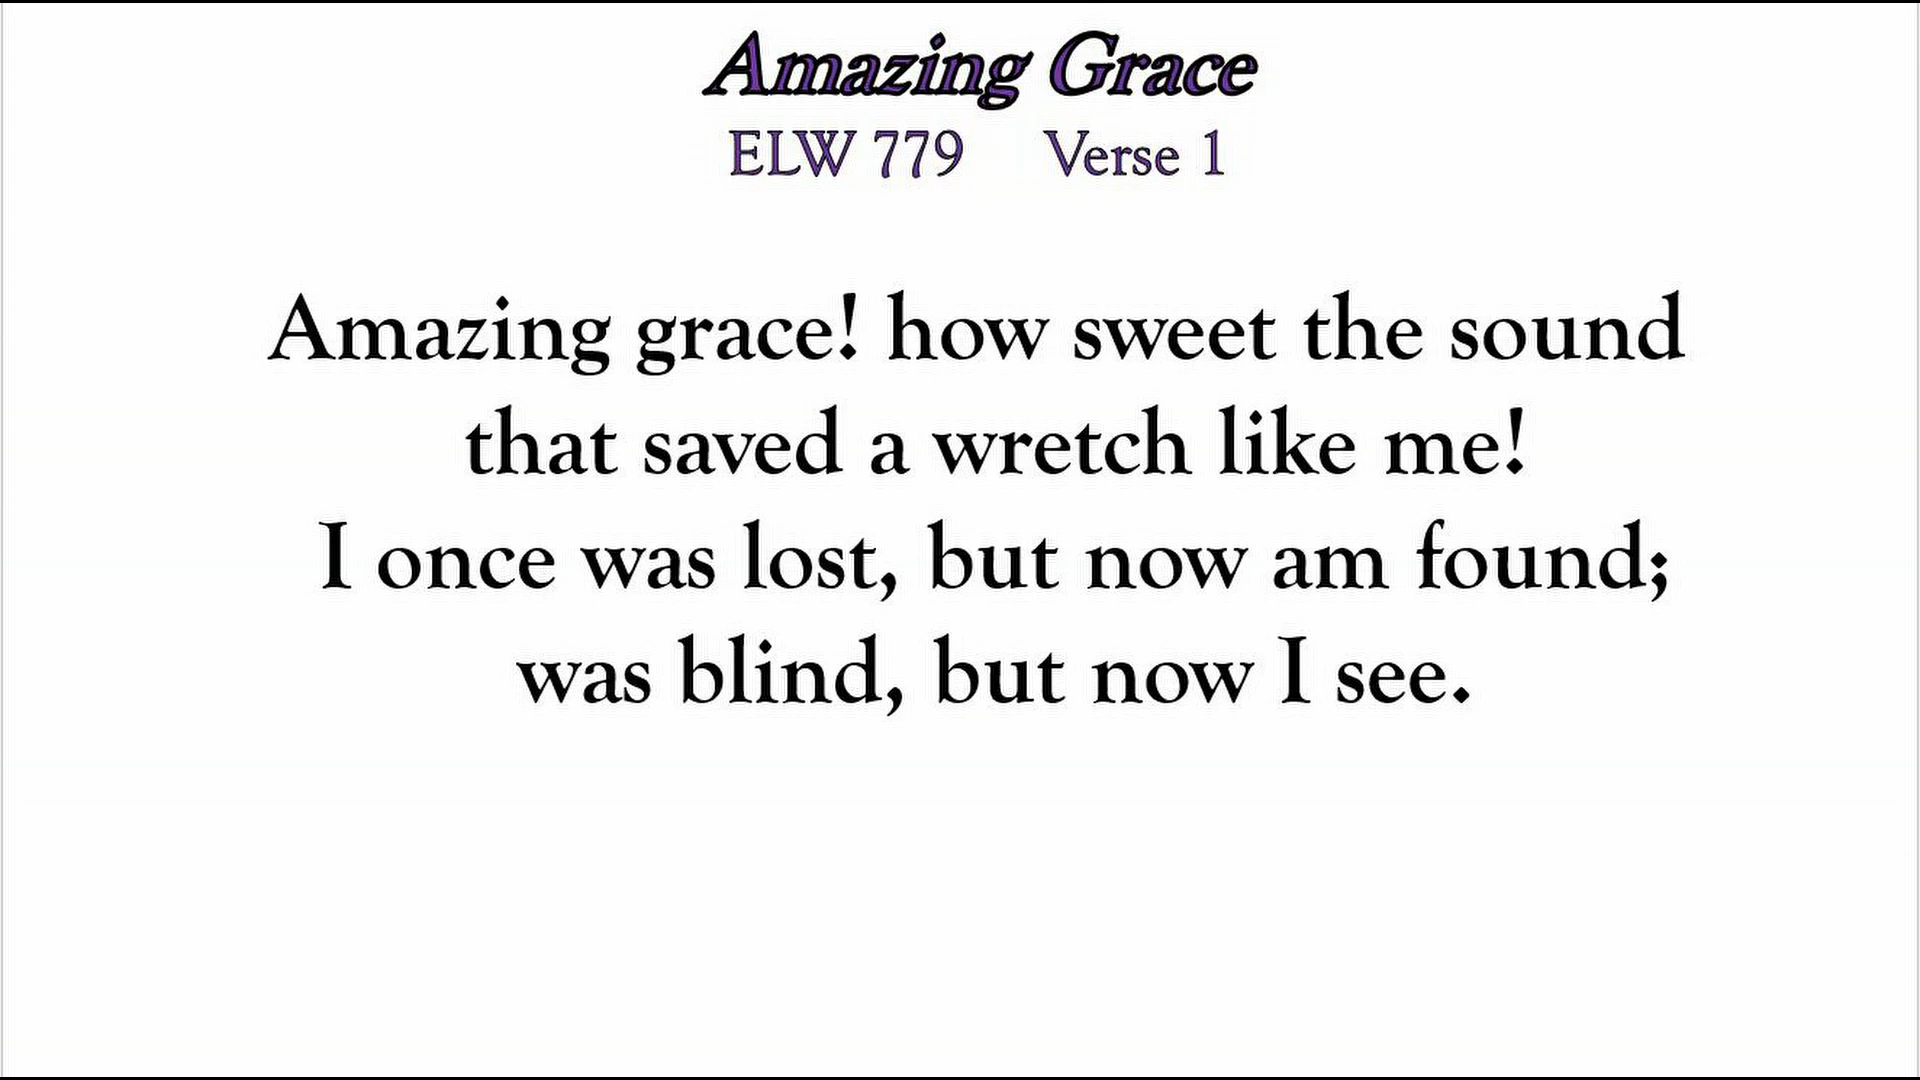 Amazing Grace
ELW 779 Verse 1
Amazing grace! how sweet the sound
that saved a wretch like me!
I once was lost, but now am found;
was blind, but now I see.